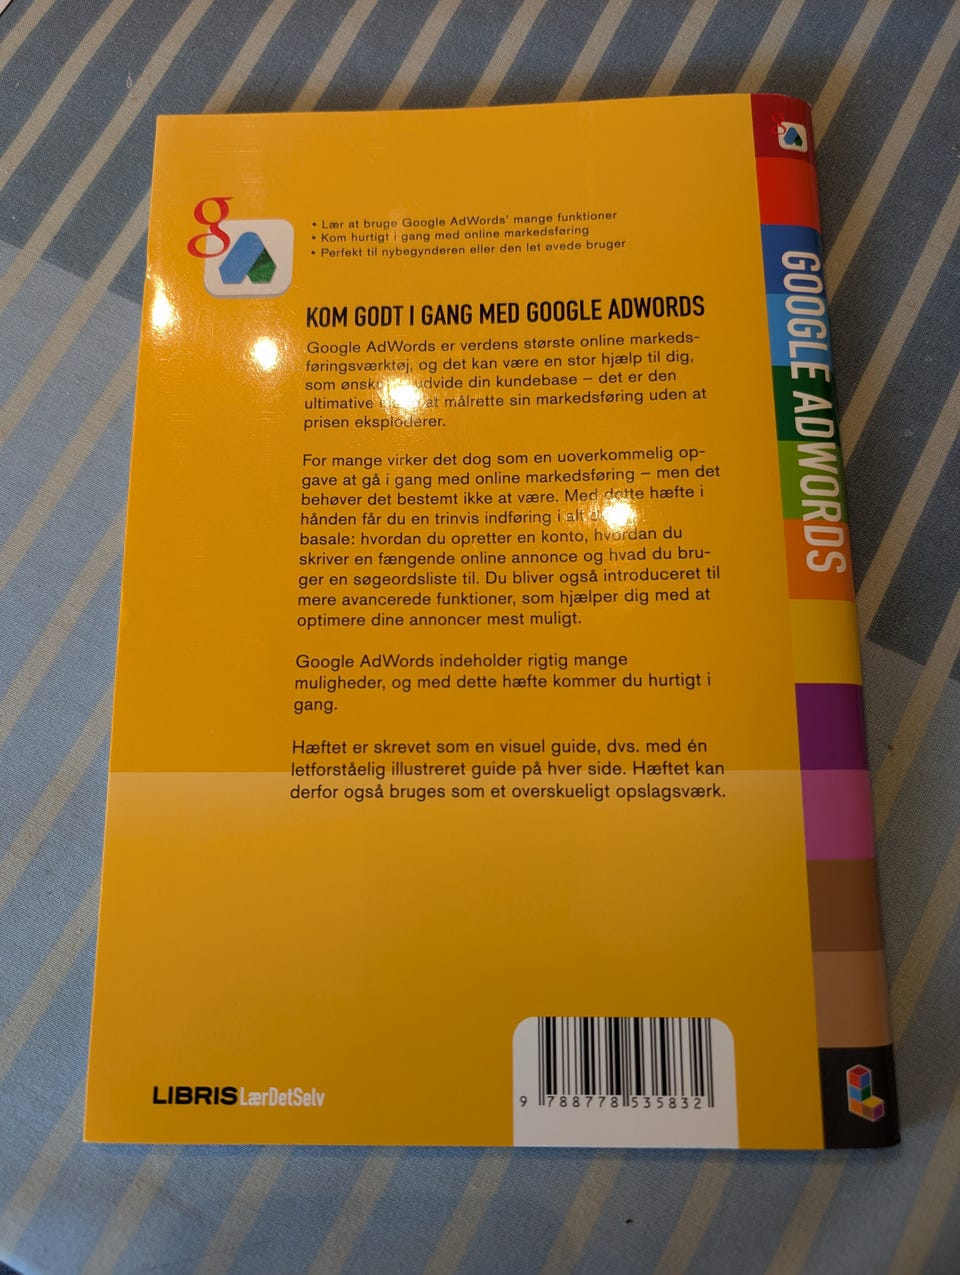 g
• Lær at bruge Google AdWords' mange funktioner
• Kom hurtigt i gang med online markedsføring
• Perfekt til nybegynderen eller den let øvede bruger
KOM GODT I GANG MED GOOGLE ADWORDS
Google AdWords er verdens største online markeds-
føringsværktøj, og det kan være en stor hjælp til dig,
som udvide din kundebase – det er den
ultimative at målrette sin markedsføring uden at
prisen eksploderer.
For mange virker det dog som en uoverkommelig op-
gave at gå i gang med online markedsføring – men det
behøver det bestemt ikke at være. Med dette hæfte i
hånden får du en trinvis indføring i alt
basale: hvordan du opretter en konto, hvordan du
skriver en fængende online annonce og hvad du bru-
ger en søgeordsliste til. Du bliver også introduceret til
mere avancerede funktioner, som hjælper dig med at
optimere dine annoncer mest muligt.
Google AdWords indeholder rigtig mange
muligheder, og med dette hæfte kommer du hurtigt i
gang.
Hæftet er skrevet som en visuel guide, dvs. med én
letforståelig illustreret guide på hver side. Hæftet kan
derfor også bruges som et overskueligt opslagsværk.
LIBRIS LærDetSelv
9 788778 535832
g
GOOGLE ADWORDS